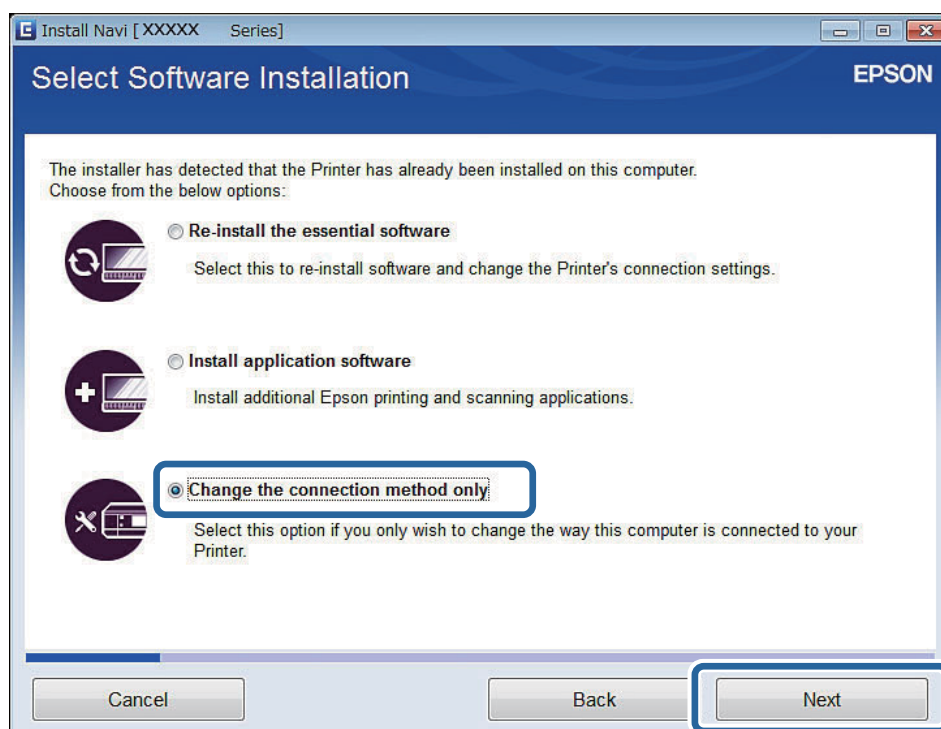 Install Navi [ XXXXX Series]
Select Software Installation
EPSON
The installer has detected that the Printer has already been installed on this computer.
Choose from the below options:
Re-install the essential software
Select this to re-install software and change the Printer's connection settings.
Install application software
Install additional Epson printing and scanning applications.
Change the connection method only
Select this option if you only wish to change the way this computer is connected to your
Printer.
Cancel
Back
Next